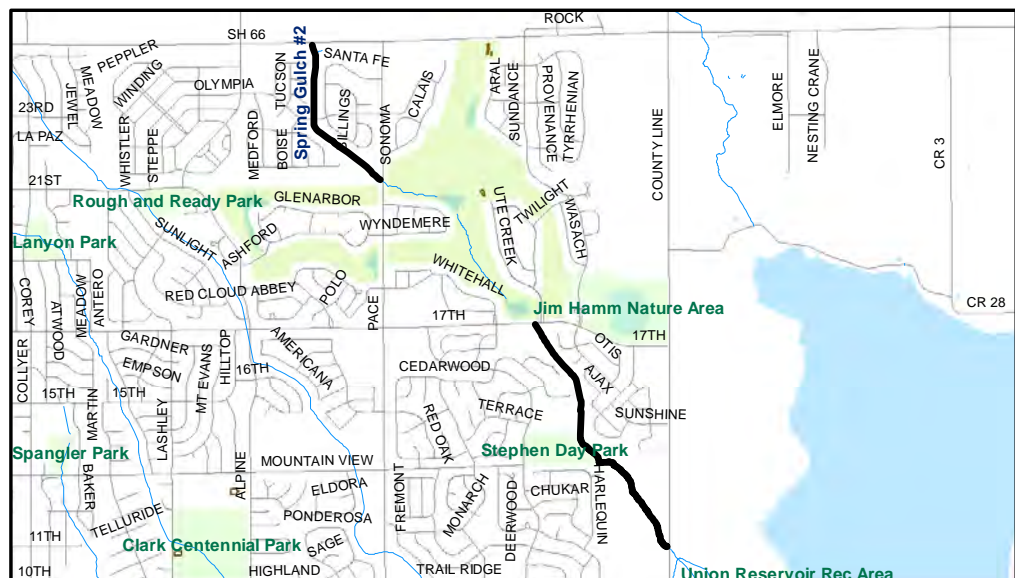 ROCK
SH 66
SANTA FE
PEPPLER
MEADOW
JEWEL
WINDING
OLYMPIA
TUCSON
Spring Gulch #2
CALAIS
ARAL
SUNDANCE
PROVENANCE
TYRRHENIAN
COUNTY LINE
ELMORE
NESTING CRANE
CR 3
23RD
LA PAZ
WHISTLER
STEPPE
MEDFORD
BOISE
BILLINGS
SONOMA
21ST
GLENARBOR
Rough and Ready Park
WYNDEMERE
UTE CREEK
TWILIGHT
WASACH
Lanyon Park
SUNLIGHT
ASHFORD
WHITEHALL
COREY
ATWOOD
MEADOW
ANTERO
RED CLOUD ABBEY
POLO
PACE
17TH
Jim Hamm Nature Area
17TH
CR 28
COLLYER
GARDNER
EMPSON
MT EVANS
HILLTOP
16TH
AMERICANA
CEDARWOOD
OTIS
AJAX
15TH
MARTIN
15TH
LASHLEY
RED OAK
TERRACE
SUNSHINE
Spangler Park
BAKER
ALPINE
MOUNTAIN VIEW
Stephen Day Park
ELDORA
FREMONT
MONARCH
DEERWOOD
CHUKAR
HARLEQUIN
TELLURIDE
PONDEROSA
11TH
Clark Centennial Park
SAGE
10TH
HIGHLAND
TRAIL RIDGE
Union Reservoir Rec Area